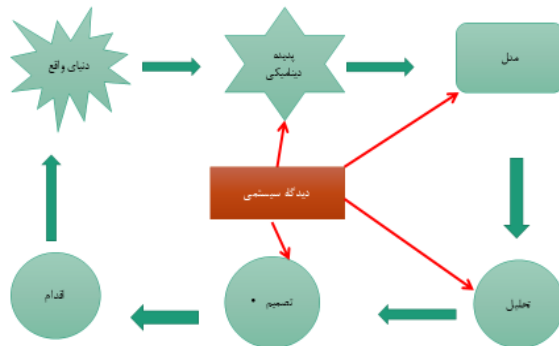 دنیای واقع
پدیده
دینامیکی
مدل
دیدگاه سیستمی
اقدام
تصمیم •
تحلیل